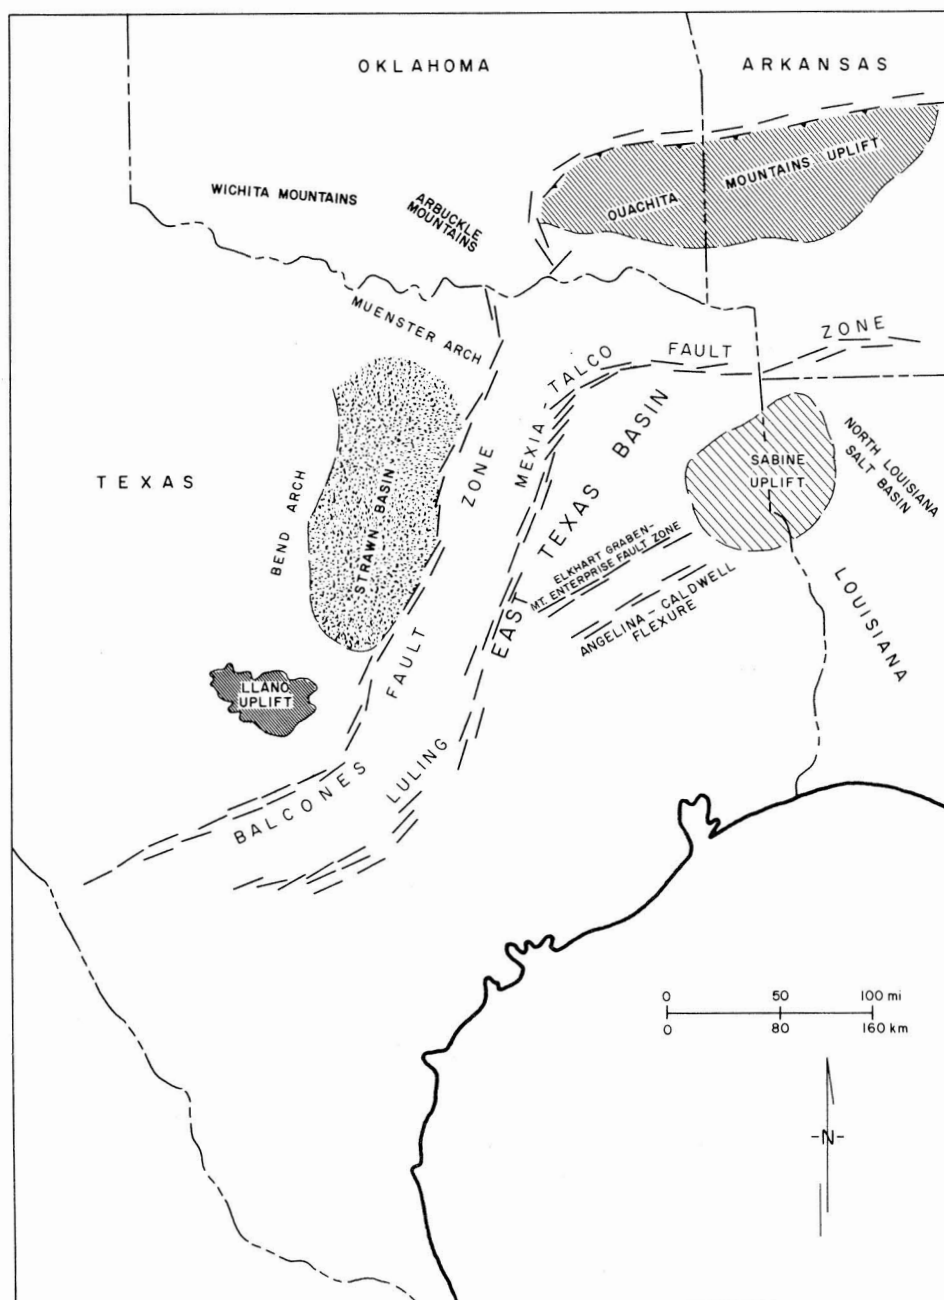 OKLAHOMA
ARKANSAS
WICHITA MOUNTAINS
ARBUCKLE
MOUNTAINS
OUACHITA
MOUNTAINS UPLIFT
MUENSTER ARCH
MEXIA - TALCO FAULT ZONE
TEXAS
BEND ARCH
STRAWN BASIN
EAST TEXAS BASIN
SABINE
UPLIFT
NORTH LOUISIANA
SALT BASIN
ELKHART GRABEN-
MT. ENTERPRISE FAULT ZONE
ANGELINA - CALDWELL
FLEXURE
LOUISIANA
LLANO
UPLIFT
BALCONES FAULT ZONE
LULING
0 50 100 mi
0 80 160 km
-N-